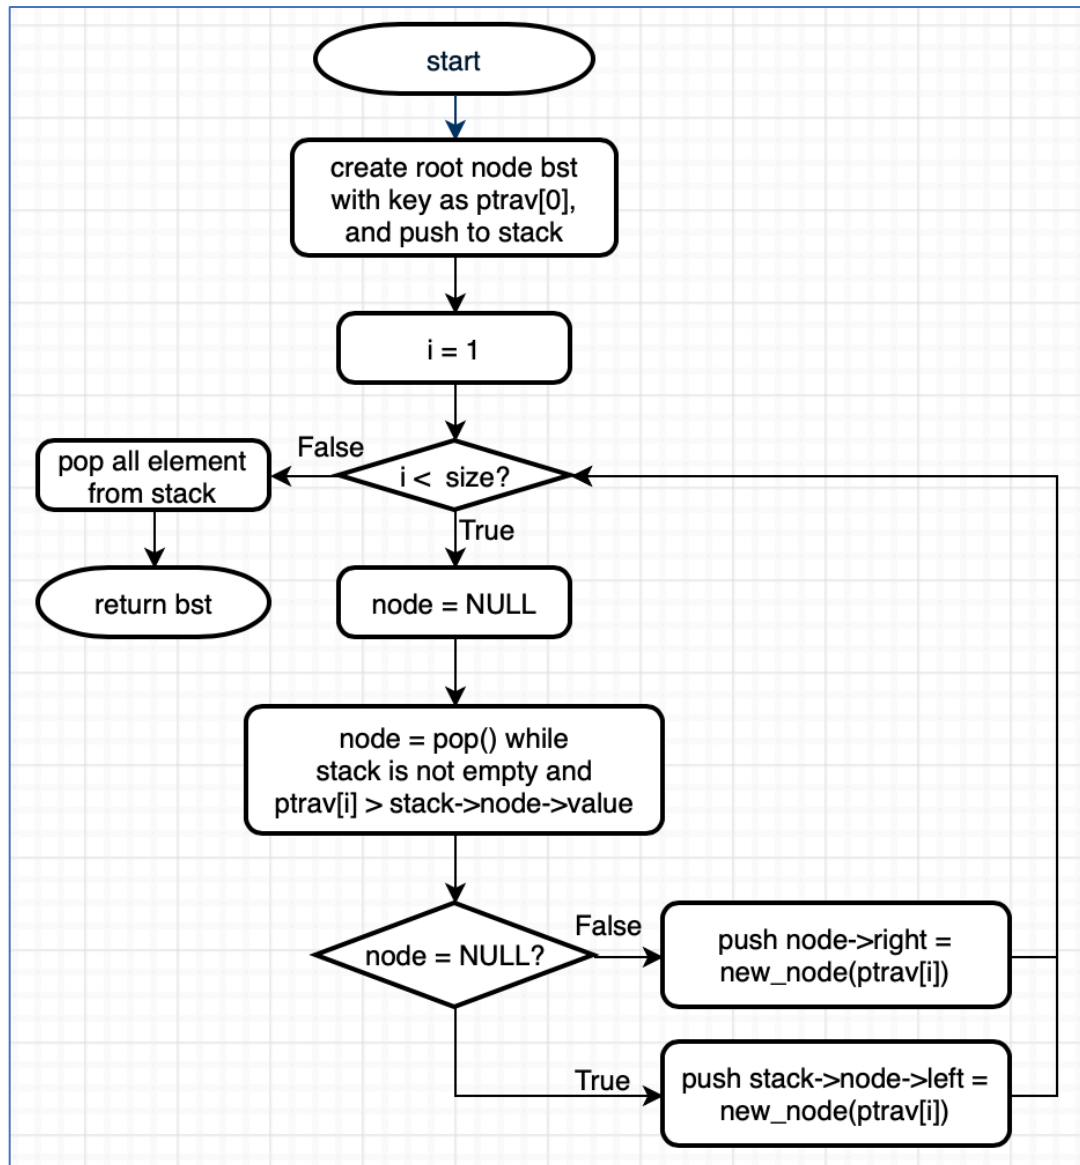 start
create root node bst
with key as ptrav[0],
and push to stack
i = 1
False
i < size?
pop all element
from stack
True
return bst
node = NULL
node = pop() while
stack is not empty and
ptrav[i] > stack->node->value
node = NULL?
False
push node->right =
new_node(ptrav[i])
True
push stack->node->left =
new_node(ptrav[i])